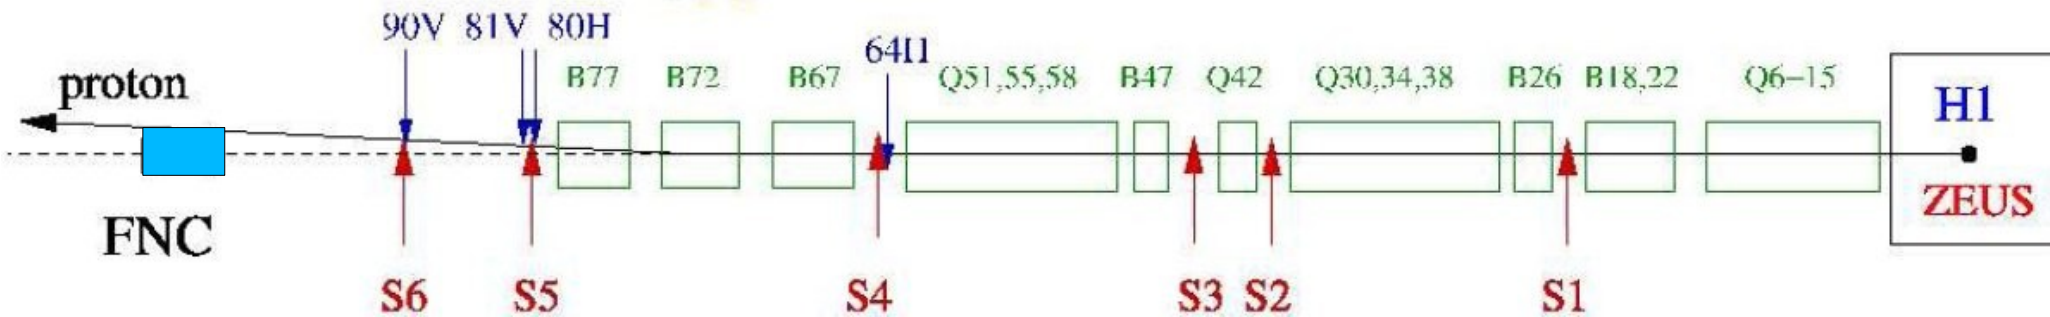 90V 81V 80H
64H
B77 B72 B67 Q51,55,58 B47 Q42 Q30,34,38 B26 B18,22 Q6−15
proton
H1
ZEUS
FNC
S6 S5 S4 S3 S2 S1